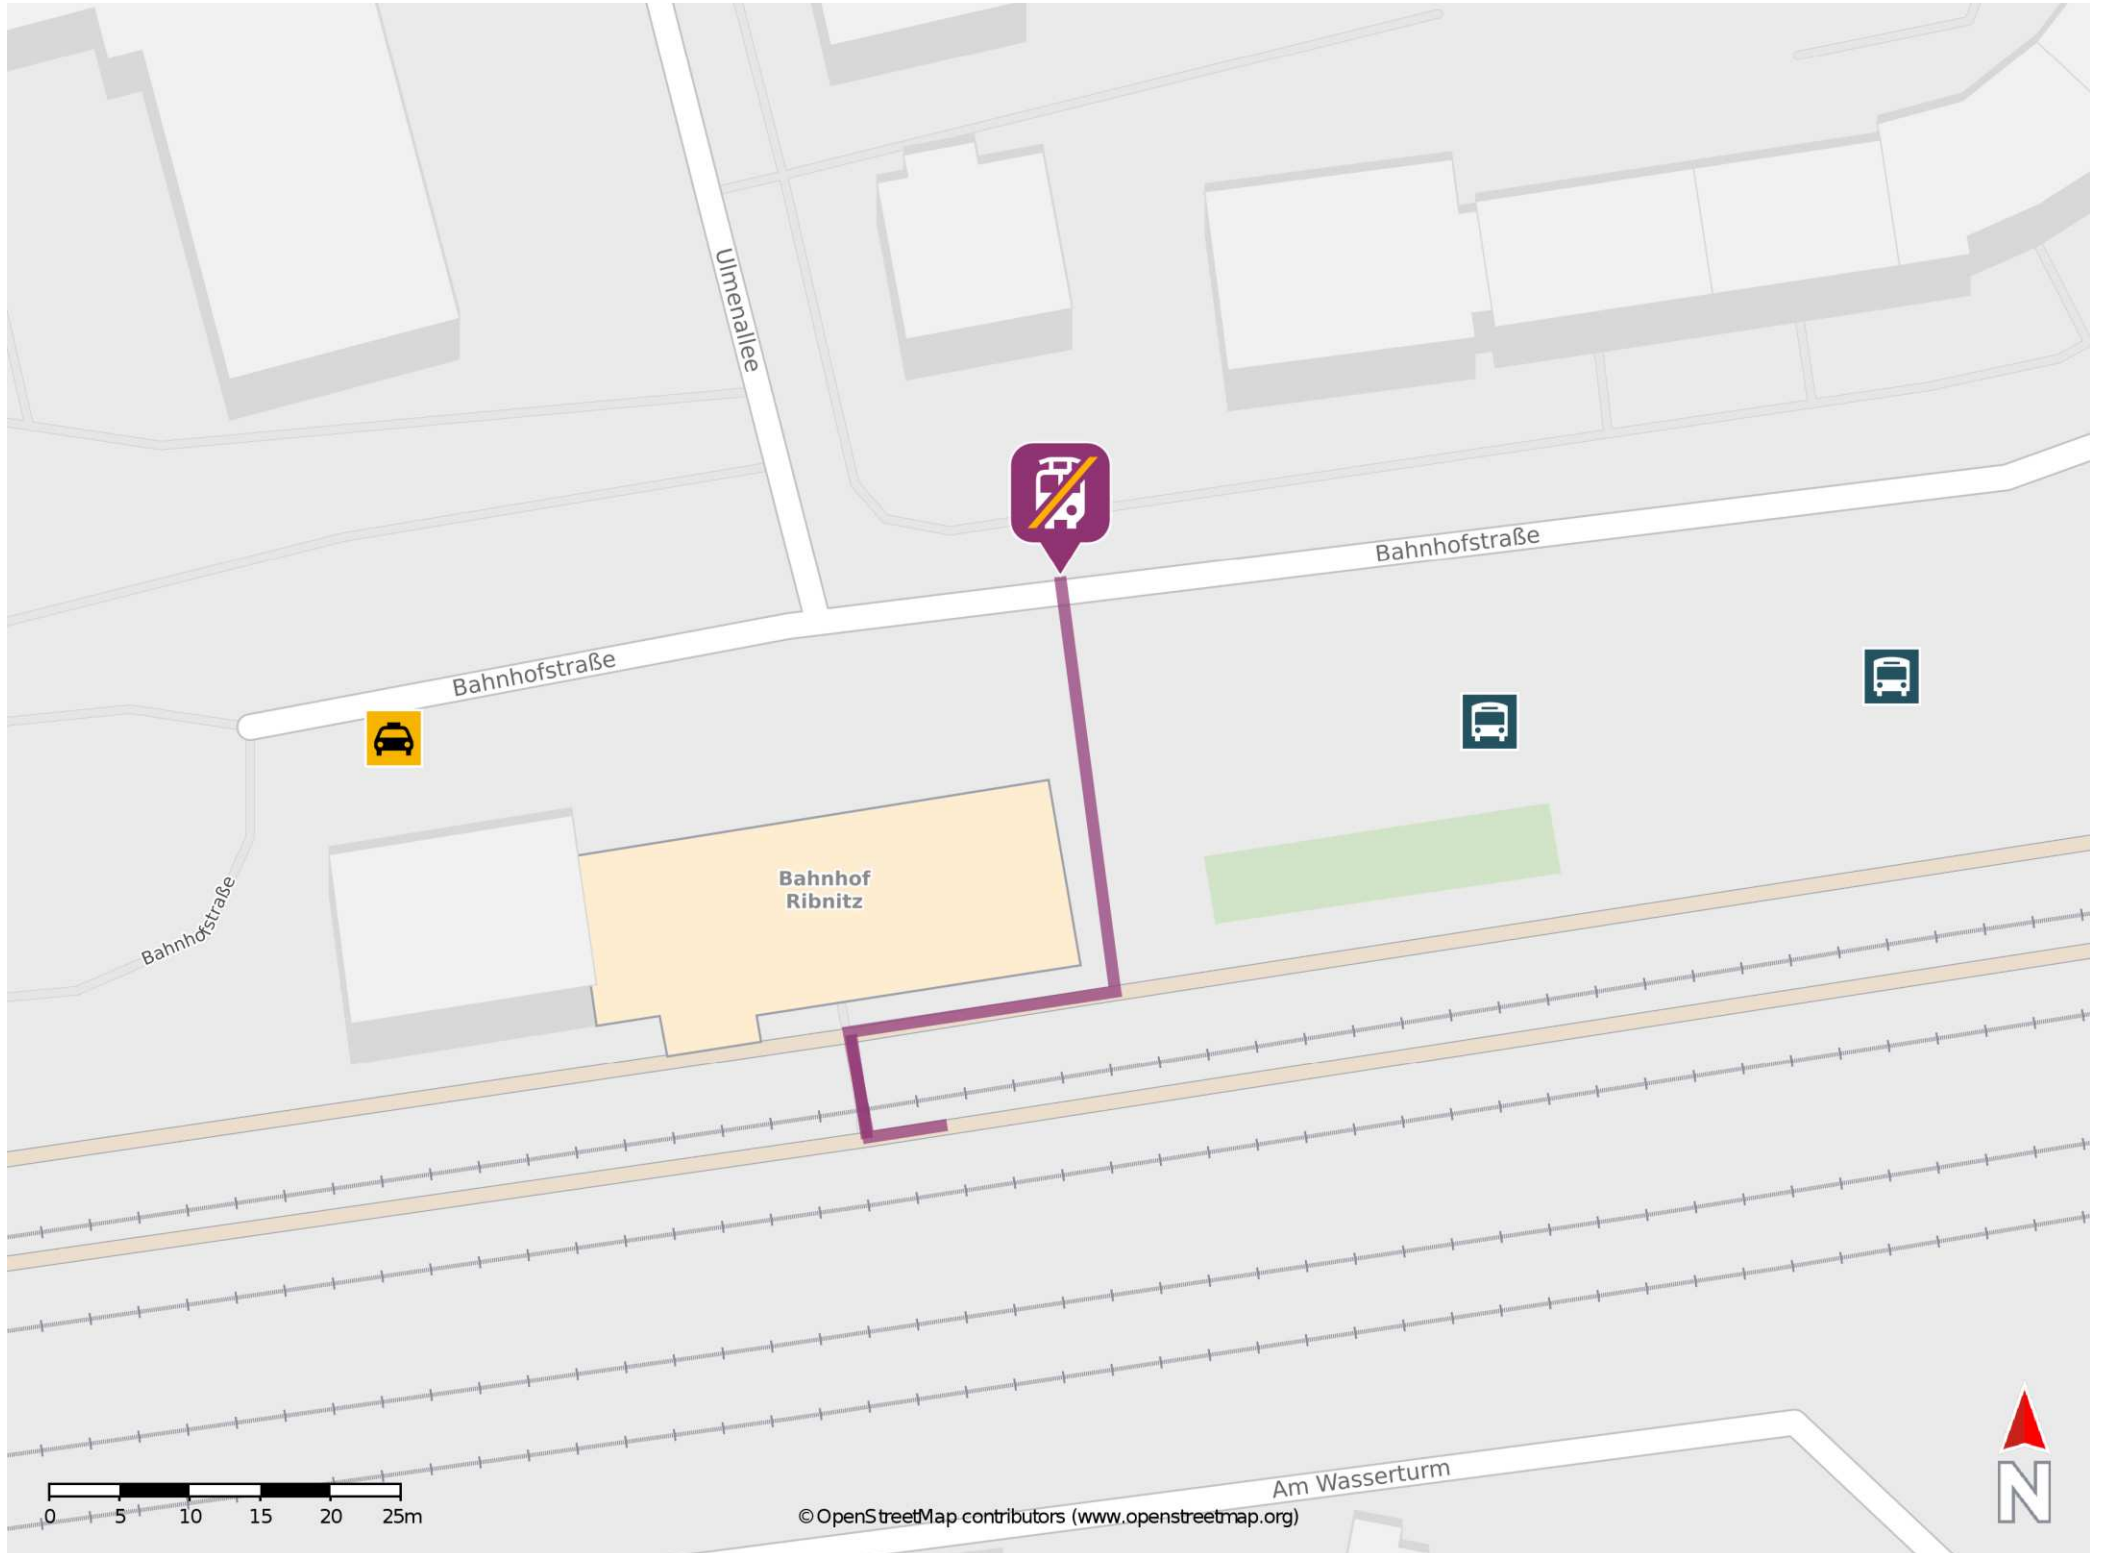 Ulmenallee
Bahnhofstraße
Bahnhofstraße
Bahnhof
Ribnitz
Bahnhofstraße
Am Wasserturm
0 5 10 15 20 25m
© OpenStreetMap contributors (www.openstreetmap.org)
N